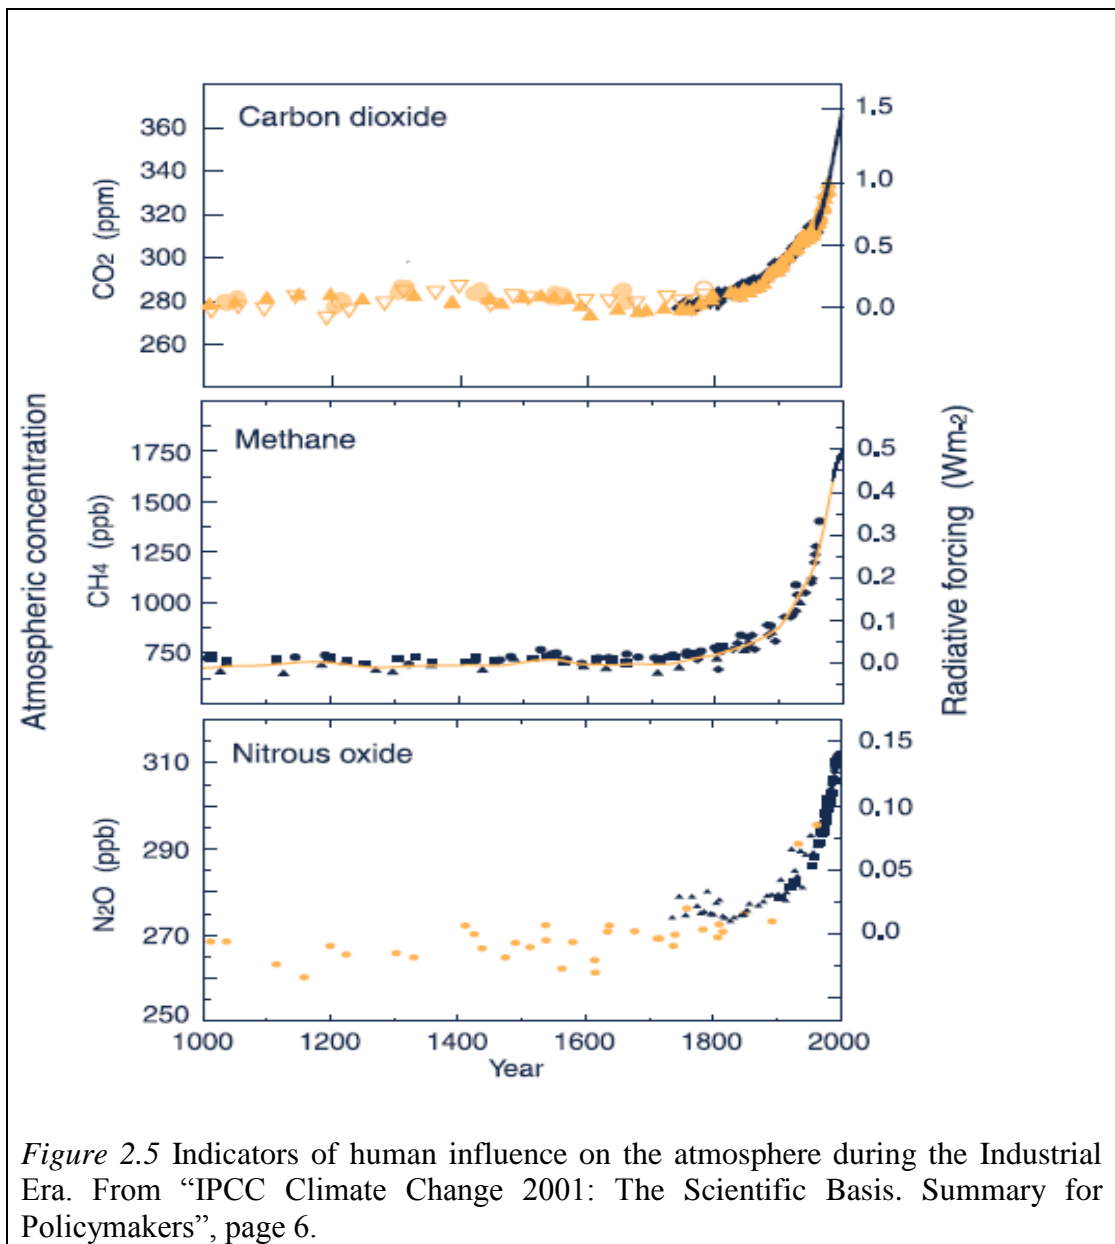 Carbon dioxide
CO2 (ppm)
360
340
320
300
280
260
1.5
1.0
0.5
0.0
Atmospheric concentration
Radiative forcing (Wm-2)
Methane
CH4 (ppb)
1750
1500
1250
1000
750
0.5
0.4
0.3
0.2
0.1
0.0
Nitrous oxide
N2O (ppb)
310
290
270
250
0.15
0.10
0.05
0.0
1000 1200 1400 1600 1800 2000
Year
Figure 2.5 Indicators of human influence on the atmosphere during the Industrial
Era. From “IPCC Climate Change 2001: The Scientific Basis. Summary for
Policymakers”, page 6.